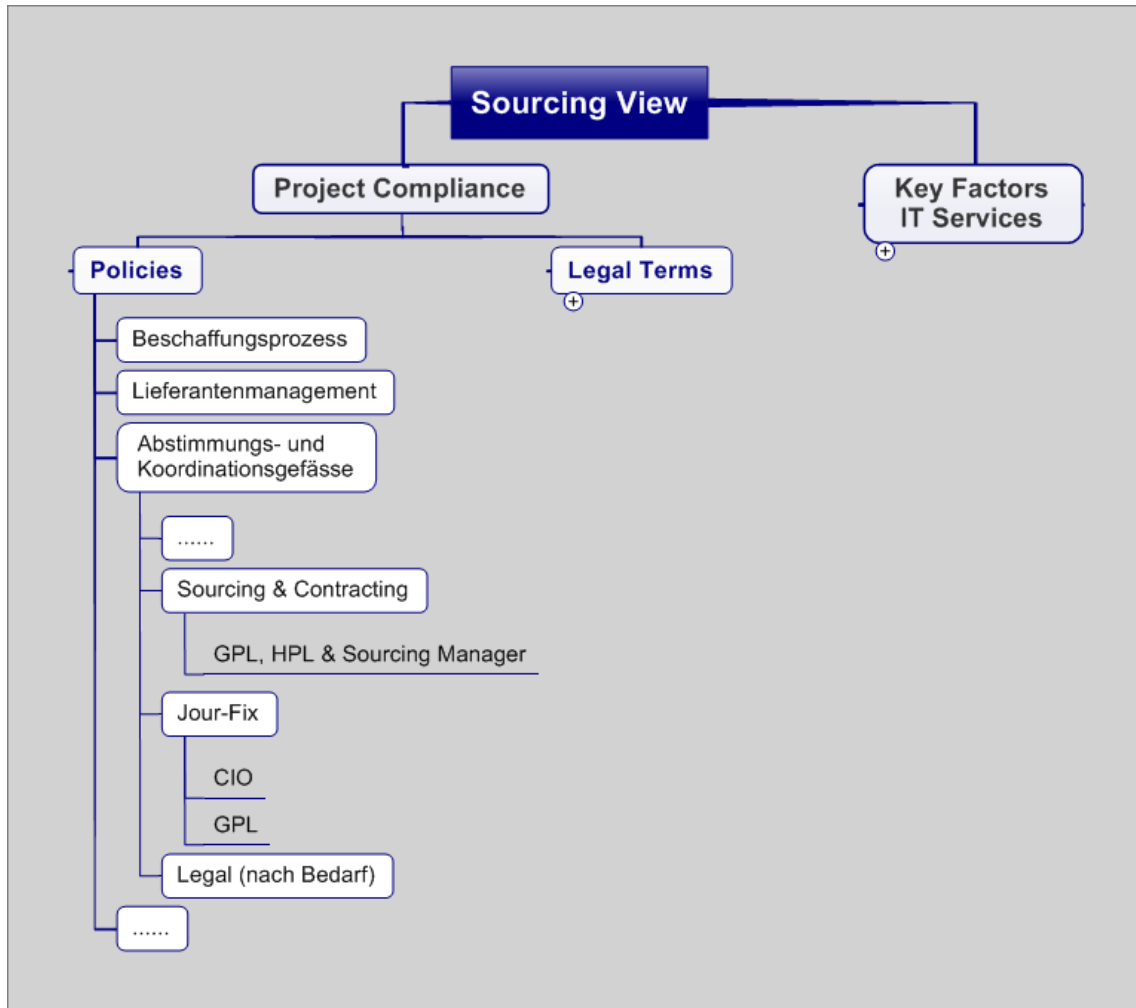 Sourcing View
Project Compliance
Key Factors
IT Services
Policies
Legal Terms
Beschaffungsprozess
Lieferantenmanagement
Abstimmungs- und
Koordinationsgefässe
......
Sourcing & Contracting
GPL, HPL & Sourcing Manager
Jour-Fix
CIO
GPL
Legal (nach Bedarf)
......